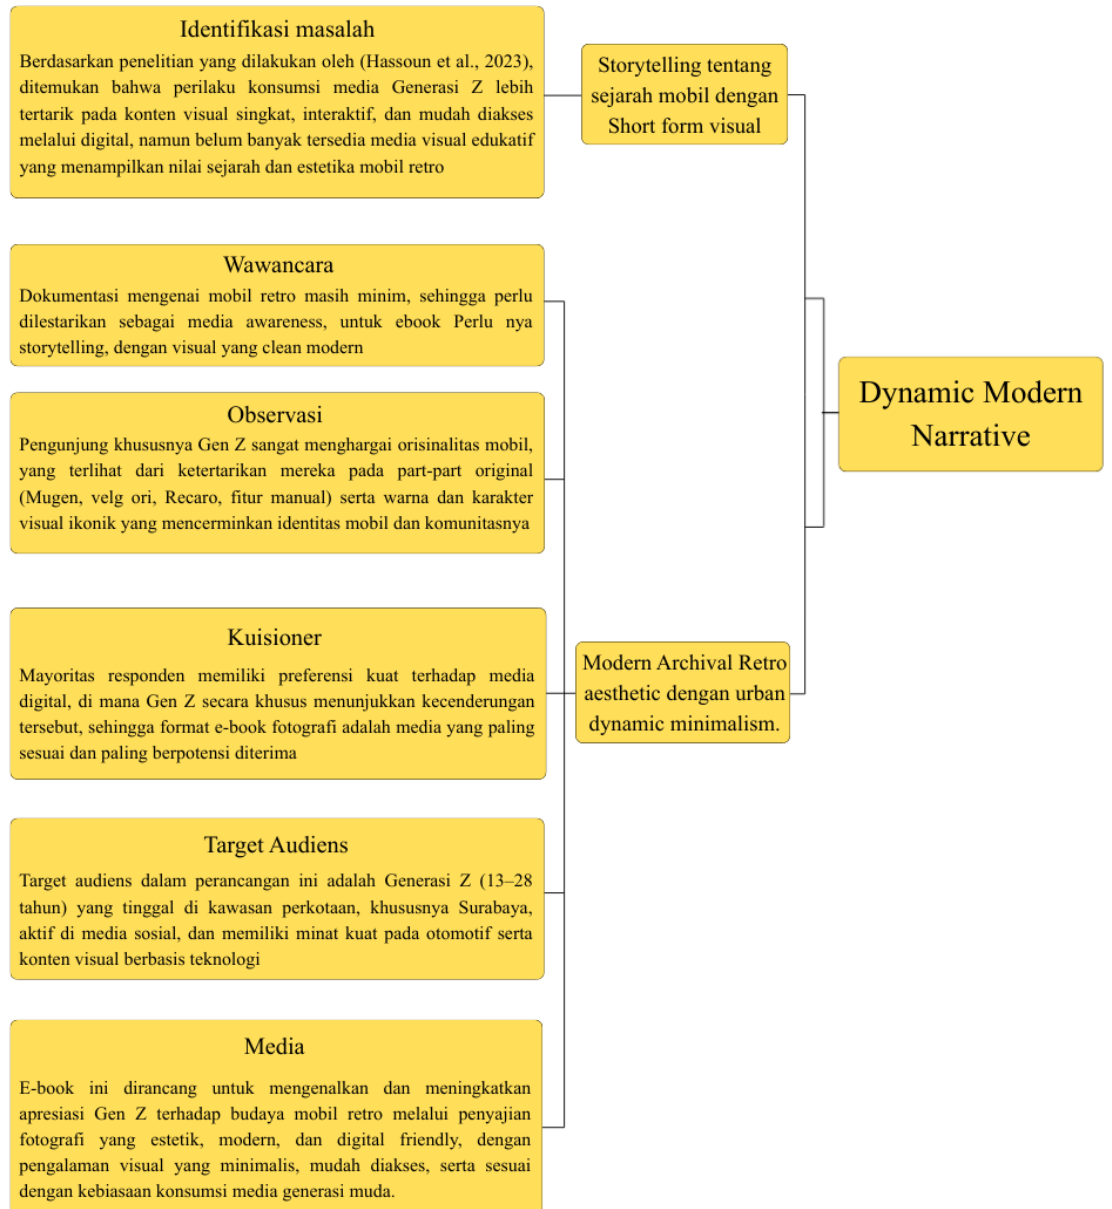 Identifikasi masalah
Berdasarkan penelitian yang dilakukan oleh (Hassoun et al., 2023),
ditemukan bahwa perilaku konsumsi media Generasi Z lebih
tertarik pada konten visual singkat, interaktif, dan mudah diakses
melalui digital, namun belum banyak tersedia media visual edukatif
yang menampilkan nilai sejarah dan estetika mobil retro
Storytelling tentang
sejarah mobil dengan
Short form visual
Wawancara
Dokumentasi mengenai mobil retro masih minim, sehingga perlu
dilestarikan sebagai media awareness, untuk ebook Perlu nya
storytelling, dengan visual yang clean modern
Observasi
Pengunjung khususnya Gen Z sangat menghargai orisinalitas mobil,
yang terlihat dari ketertarikan mereka pada part-part original
(Mugen, velg ori, Recaro, fitur manual) serta warna dan karakter
visual ikonik yang mencerminkan identitas mobil dan komunitasnya
Dynamic Modern
Narrative
Kuisioner
Mayoritas responden memiliki preferensi kuat terhadap media
digital, di mana Gen Z secara khusus menunjukkan kecenderungan
tersebut, sehingga format e-book fotografi adalah media yang paling
sesuai dan paling berpotensi diterima
Modern Archival Retro
aesthetic dengan urban
dynamic minimalism.
Target Audiens
Target audiens dalam perancangan ini adalah Generasi Z (13–28
tahun) yang tinggal di kawasan perkotaan, khususnya Surabaya,
aktif di media sosial, dan memiliki minat kuat pada otomotif serta
konten visual berbasis teknologi
Media
E-book ini dirancang untuk mengenalkan dan meningkatkan
apresiasi Gen Z terhadap budaya mobil retro melalui penyajian
fotografi yang estetik, modern, dan digital friendly, dengan
pengalaman visual yang minimalis, mudah diakses, serta sesuai
dengan kebiasaan konsumsi media generasi muda.